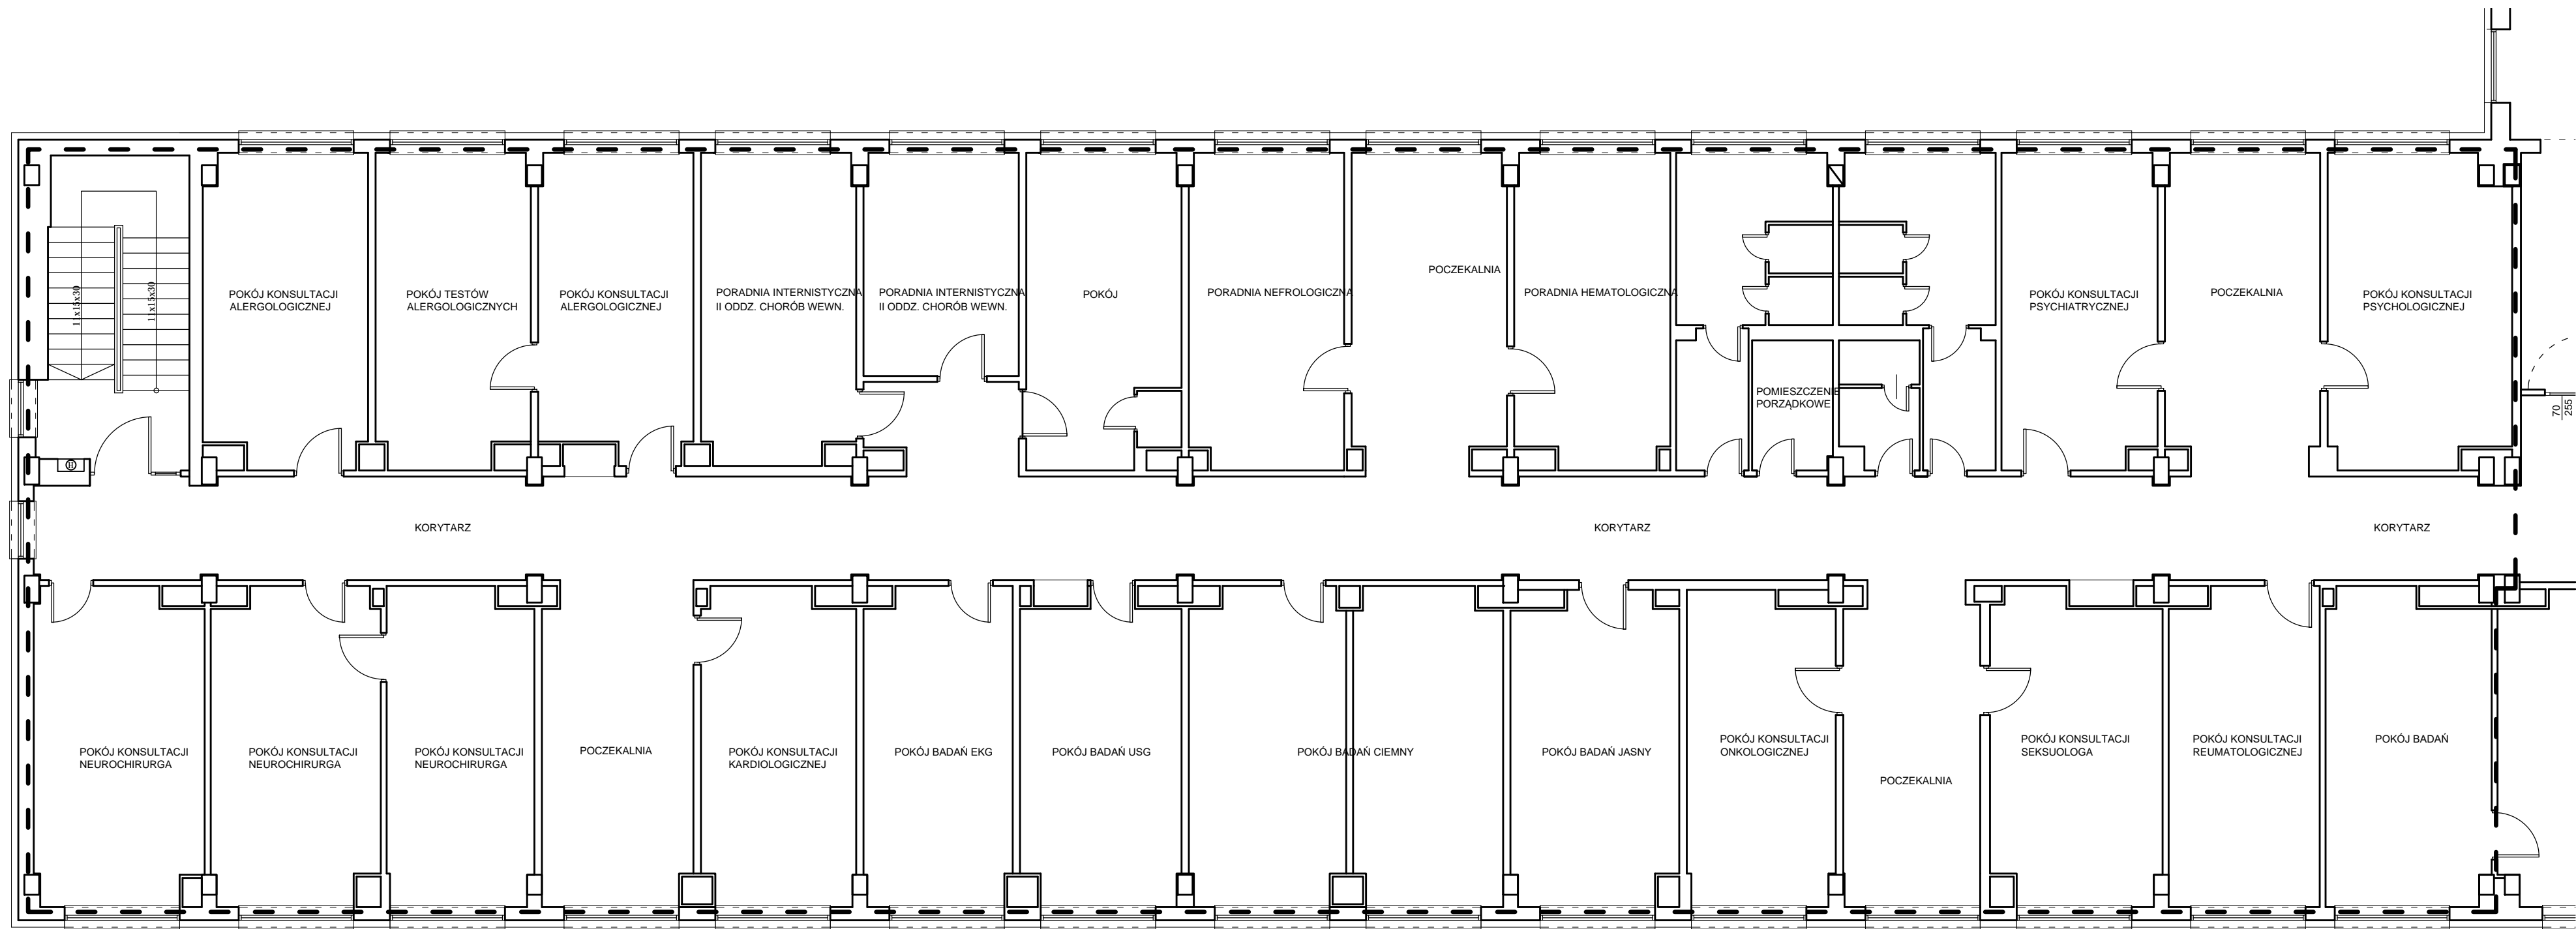 11x15x30
11x15x30
POKÓJ KONSULTACJI
ALERGOLOGICZNEJ
POKÓJ TESTÓW
ALERGOLOGICZNYCH
POKÓJ KONSULTACJI
ALERGOLOGICZNEJ
PORADNIA INTERNISTYCZNA
II ODDZ. CHORÓB WEWN.
PORADNIA INTERNISTYCZNA
II ODDZ. CHORÓB WEWN.
POKÓJ
PORADNIA NEFROLOGICZNA
POCZEKALNIA
PORADNIA HEMATOLOGICZNA
POMIESZCZENIE
PORZĄDKOWE
POKÓJ KONSULTACJI
PSYCHIATRYCZNEJ
POCZEKALNIA
POKÓJ KONSULTACJI
PSYCHOLOGICZNEJ
70
255
H
KORYTARZ
KORYTARZ
KORYTARZ
POKÓJ KONSULTACJI
NEUROCHIRURGA
POKÓJ KONSULTACJI
NEUROCHIRURGA
POKÓJ KONSULTACJI
NEUROCHIRURGA
POCZEKALNIA
POKÓJ KONSULTACJI
KARDIOLOGICZNEJ
POKÓJ BADAŃ EKG
POKÓJ BADAŃ USG
POKÓJ BADAŃ CIEMNY
POKÓJ BADAŃ JASNY
POKÓJ KONSULTACJI
ONKOLOGICZNEJ
POCZEKALNIA
POKÓJ KONSULTACJI
SEKSUOLOGA
POKÓJ KONSULTACJI
REUMATOLOGICZNEJ
POKÓJ BADAŃ